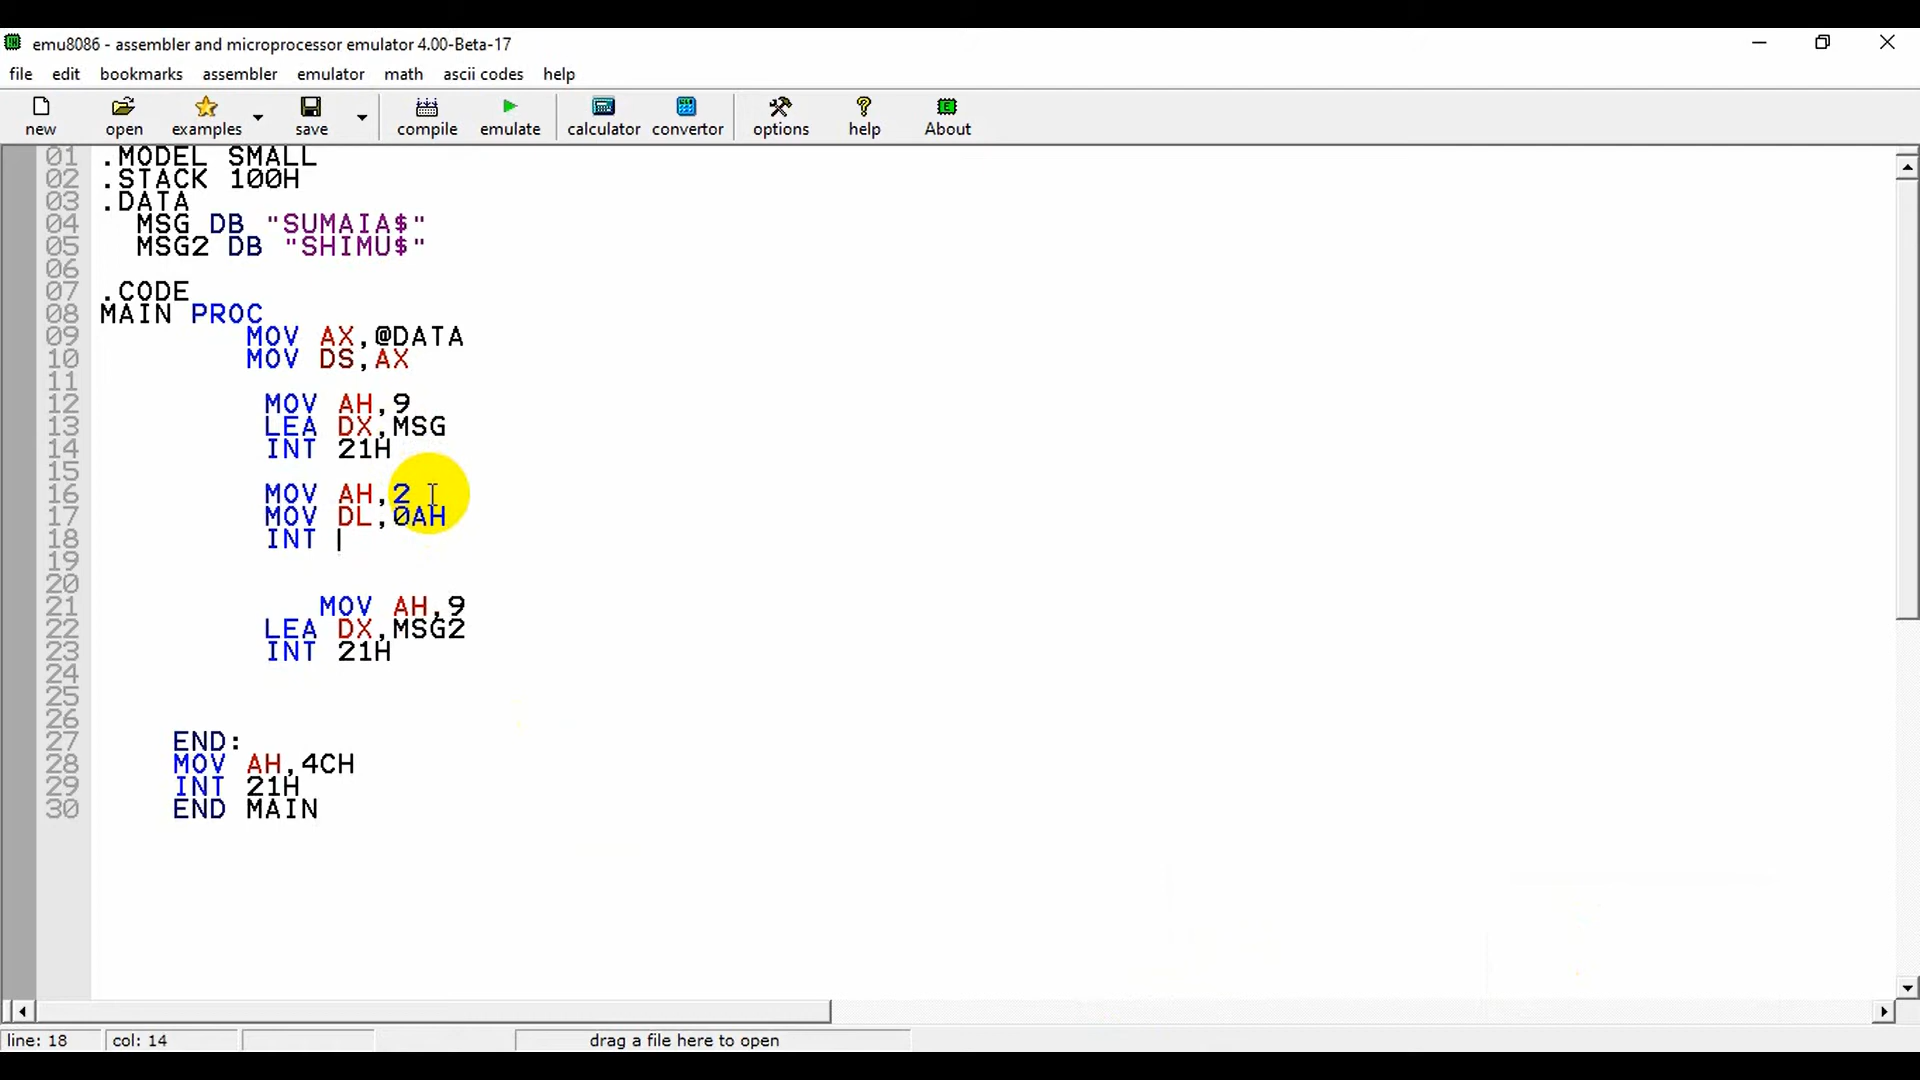 emu8086 - assembler and microprocessor emulator 4.00-Beta-17
file edit bookmarks assembler emulator math ascii codes help
new open examples save compile emulate calculator convertor options help About
01 .MODEL SMALL
02 .STACK 100H
03 .DATA
04 MSG DB "SUMAIA$"
05 MSG2 DB "SHIMU$"
06
07 .CODE
08 MAIN PROC
09 MOV AX,@DATA
10 MOV DS,AX
11
12 MOV AH,9
13 LEA DX,MSG
14 INT 21H
15
16 MOV AH,2
17 MOV DL,0AH
18 INT
19
20
21 MOV AH,9
22 LEA DX,MSG2
23 INT 21H
24
25
26
27 END:
28 MOV AH,4CH
29 INT 21H
30 END MAIN
line: 18 col: 14 drag a file here to open